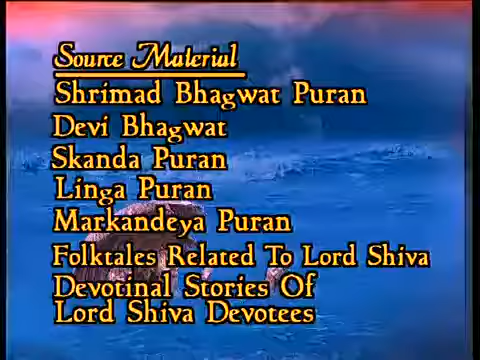 Source Material
Shrimad Bhagwat Puran
Devi Bhagwat
Skanda Puran
Linga Puran
Markandeya Puran
Folktales Related To Lord Shiva
Devotinal Stories Of
Lord Shiva Devotees